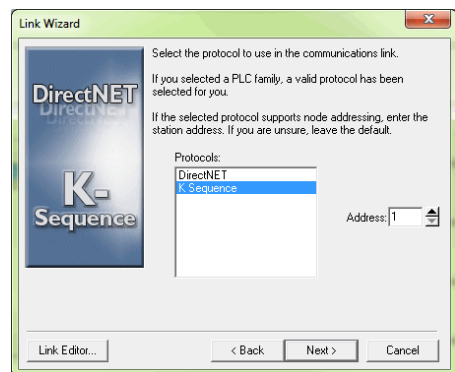 Link Wizard
Select the protocol to use in the communications link.
If you selected a PLC family, a valid protocol has been
selected for you.
If the selected protocol supports node addressing, enter the
station address. If you are unsure, leave the default.
DirectNET
DirectNET
DirectNET
K-
Sequence
Protocols:
DirectNET
K Sequence
Address: 1
Link Editor...
< Back
Next >
Cancel